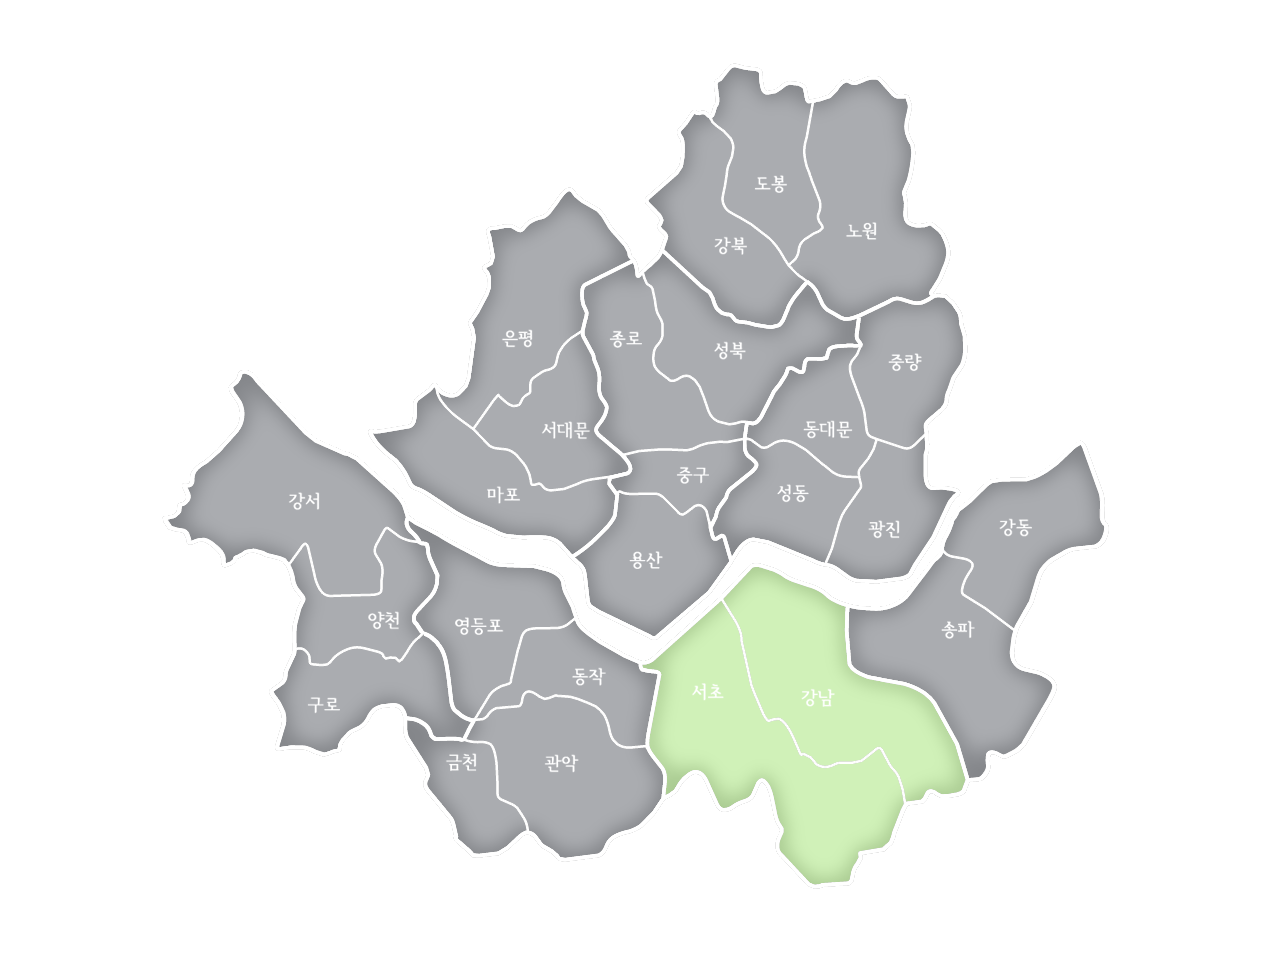 도봉
노원
강북
은평
종로
성북
중랑
서대문
동대문
중구
마포
성동
강서
광진
강동
용산
양천
영등포
송파
동작
서초
강남
구로
금천
관악